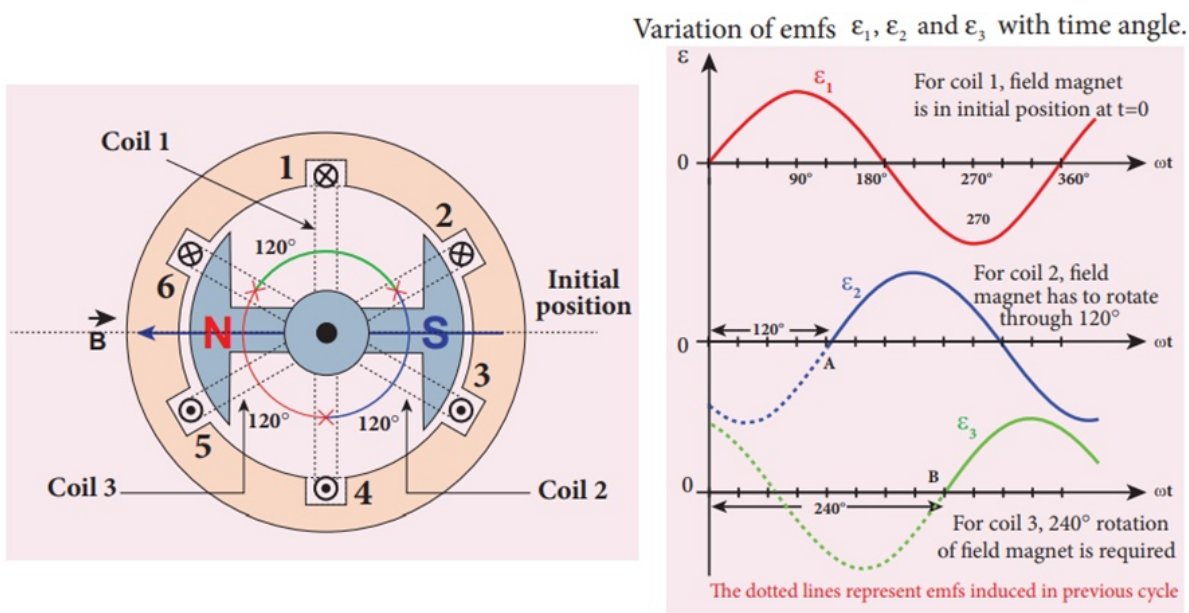 Variation of emfs ε₁, ε₂ and ε₃ with time angle.
Coil 1
1
2
3
4
5
6
120°
120°
120°
N
S
B
Initial
position
Coil 3
Coil 2
ε
ε₁
For coil 1, field magnet
is in initial position at t=0
0
90°
180°
270°
360°
ωt
270
ε₂
For coil 2, field
magnet has to rotate
through 120°
120°
0
A
ωt
ε₃
B
0
ωt
240°
For coil 3, 240° rotation
of field magnet is required
The dotted lines represent emfs induced in previous cycle